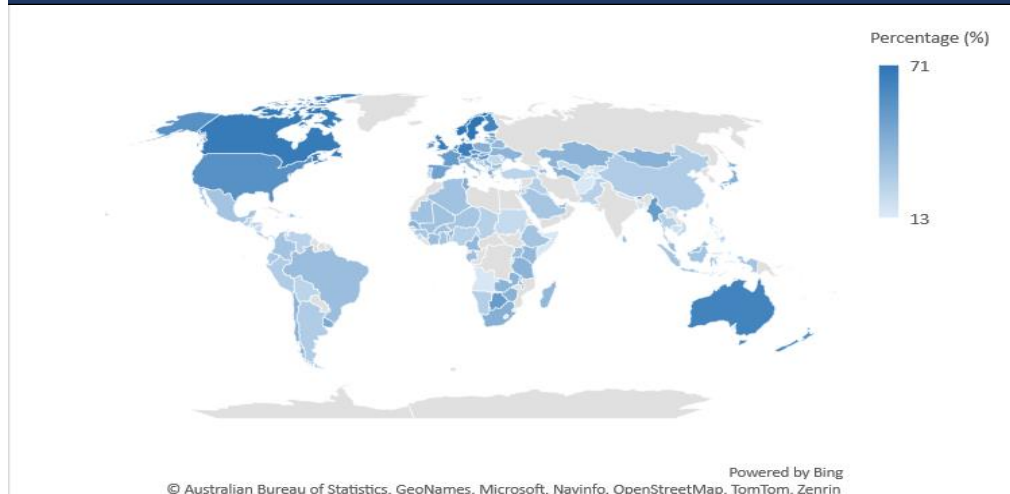 Percentage (%)
71
13
Powered by Bing
© Australian Bureau of Statistics, GeoNames, Microsoft, Navinfo, OpenStreetMap, TomTom, Zenrin